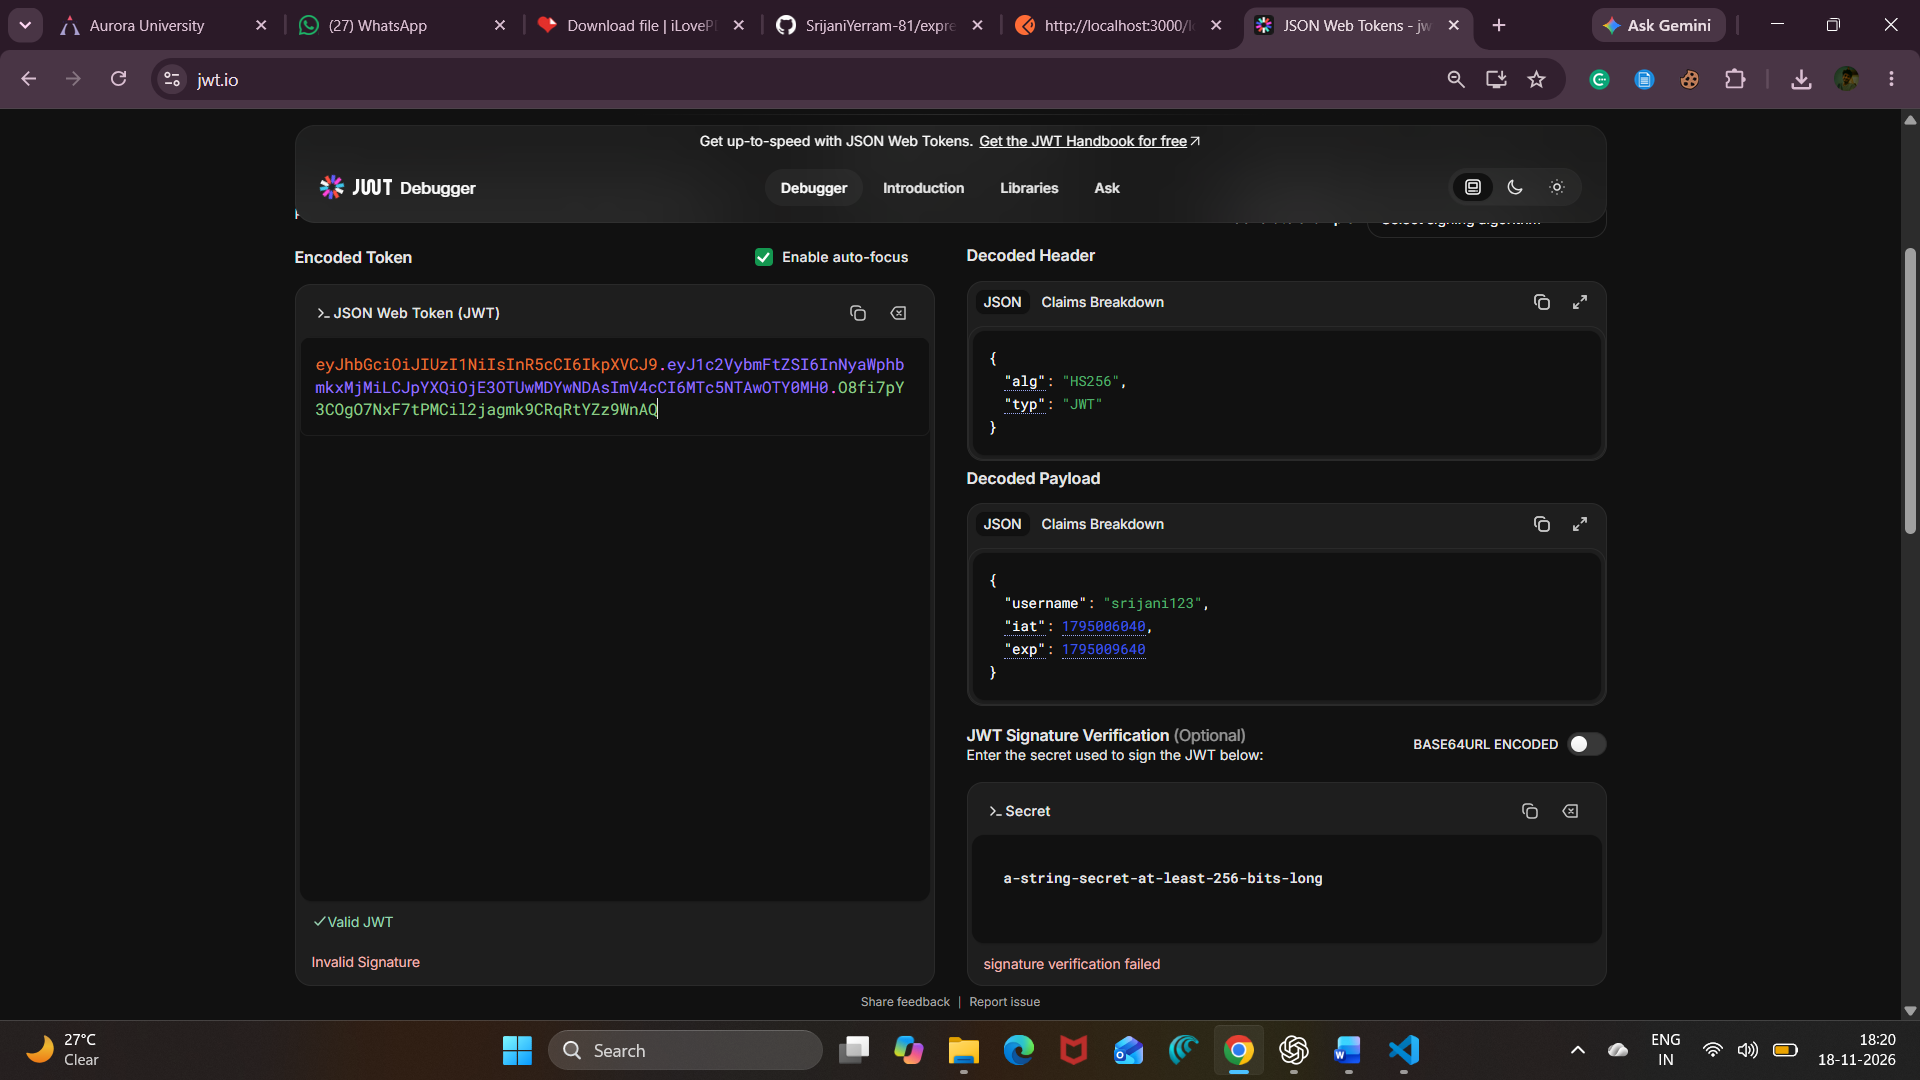 Aurora University
(27) WhatsApp
Download file | iLovePI
SrijaniYerram-81/expre
http://localhost:3000/l
JSON Web Tokens - jw
Ask Gemini
jwt.io
Get up-to-speed with JSON Web Tokens. Get the JWT Handbook for free
JWT Debugger
Debugger
Introduction
Libraries
Ask
Encoded Token
Enable auto-focus
JSON Web Token (JWT)
eyJhbGciOiJIUzI1NiIsInR5cCI6IkpXVCJ9.eyJ1c2VybmFtZSI6InNyaWphb
mkxMjMiLCJpYXQiOjE3OTUwMDYwNDAsImV4cCI6MTc5NTAwOTY0MH0.O8fi7pY
3COgO7NxF7tPMCil2jagmk9CRqRtYZz9WnAQ
Valid JWT
Invalid Signature
Decoded Header
JSON
Claims Breakdown
{
"alg": "HS256",
"typ": "JWT"
}
Decoded Payload
JSON
Claims Breakdown
{
"username": "srijani123",
"iat": 1795006040,
"exp": 1795009640
}
JWT Signature Verification (Optional)
Enter the secret used to sign the JWT below:
BASE64URL ENCODED
Secret
a-string-secret-at-least-256-bits-long
signature verification failed
Share feedback | Report issue
27°C
Clear
Search
ENG
IN
18:20
18-11-2026